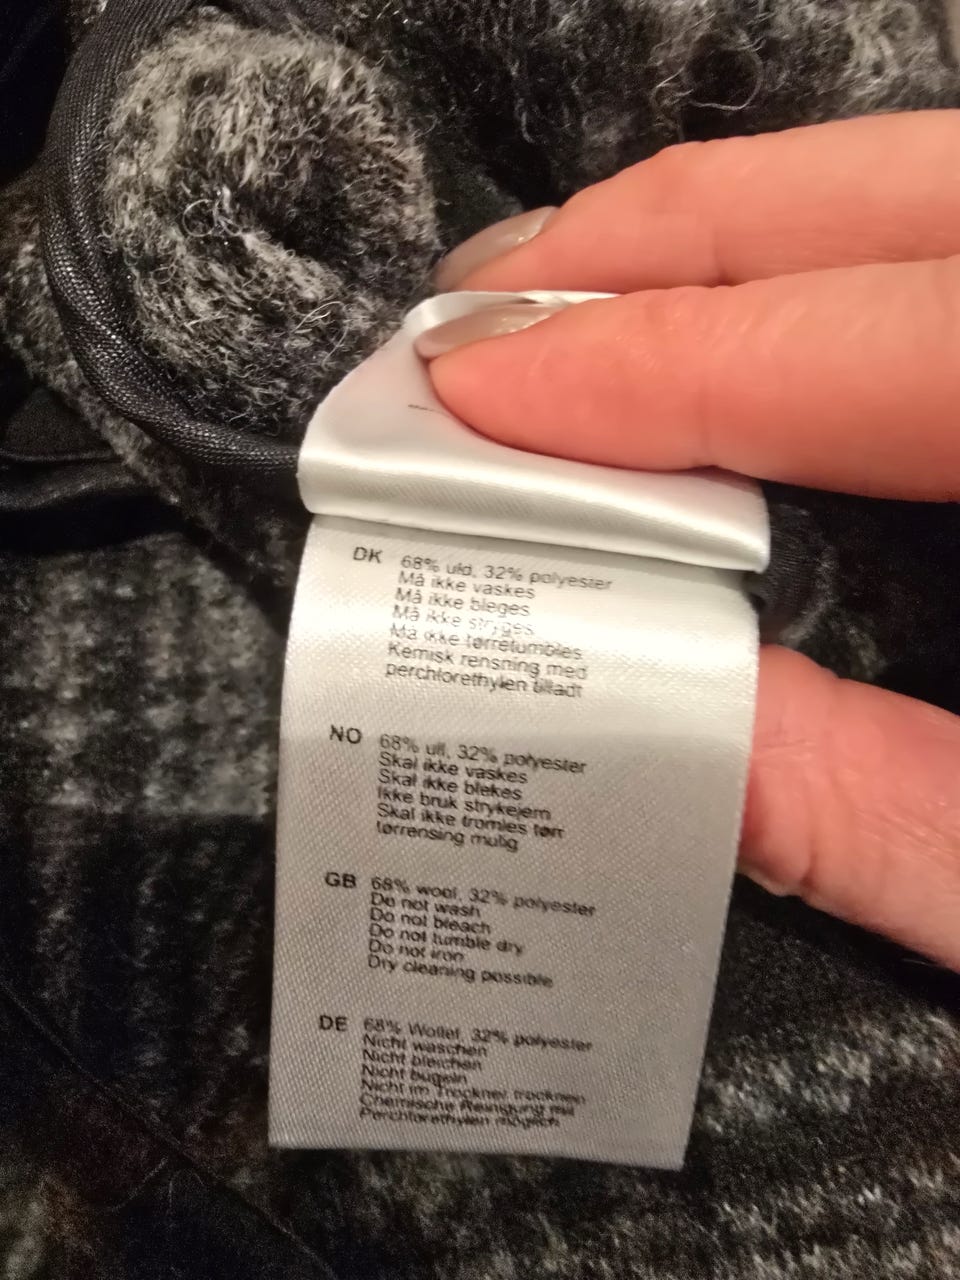 DK 68% uld, 32% polyester
Må ikke vaskes
Må ikke bleges
Må ikke stryges
Må ikke tørretumbles
Kemisk rensning med
perchlorethylen tilladt
NO 68% ull, 32% polyester
Skal ikke vaskes
Skal ikke blekes
Ikke bruk strykejern
Skal ikke tromles tørr
tørrensing mulig
GB 68% wool, 32% polyester
Do not wash
Do not bleach
Do not tumble dry
Do not iron
Dry cleaning possible
DE 68% 32% polyester
Nicht waschen
Nicht bleichen
Nicht bugeln
Nicht im Trockner trocknen
Chemische Reinigung mit
Perchlorethylen möglich